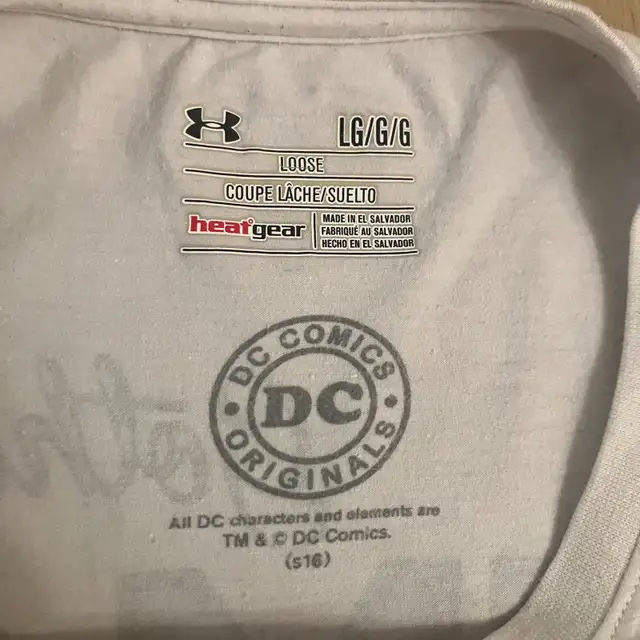 LG/G/G
LOOSE
COUPE LÂCHE/SUELTO
heatgear
MADE IN EL SALVADOR
FABRIQUÉ AU SALVADOR
HECHO EN EL SALVADOR
DC COMICS
DC
ORIGINALS
All DC characters and elements are
TM & © DC Comics.
(s16)